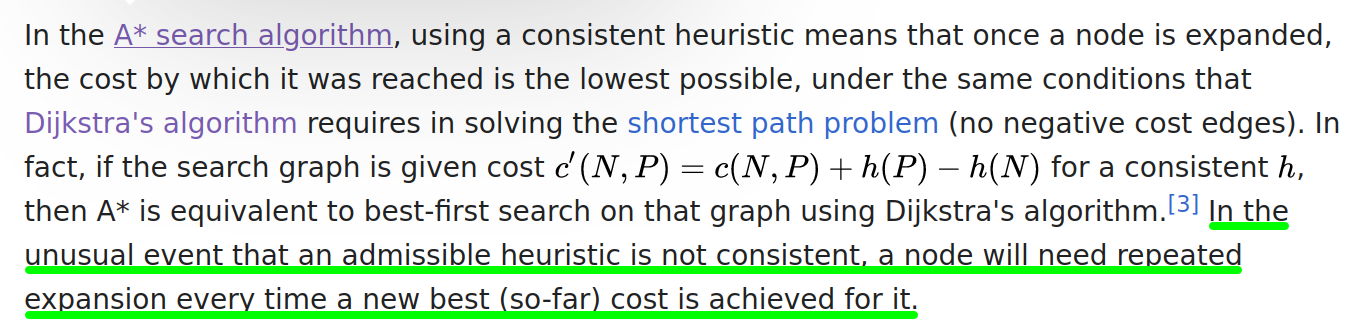 In the A* search algorithm, using a consistent heuristic means that once a node is expanded,
the cost by which it was reached is the lowest possible, under the same conditions that
Dijkstra's algorithm requires in solving the shortest path problem (no negative cost edges). In
fact, if the search graph is given cost c′(N, P) = c(N, P) + h(P) − h(N) for a consistent h,
then A* is equivalent to best-first search on that graph using Dijkstra's algorithm.[3] In the
unusual event that an admissible heuristic is not consistent, a node will need repeated
expansion every time a new best (so-far) cost is achieved for it.